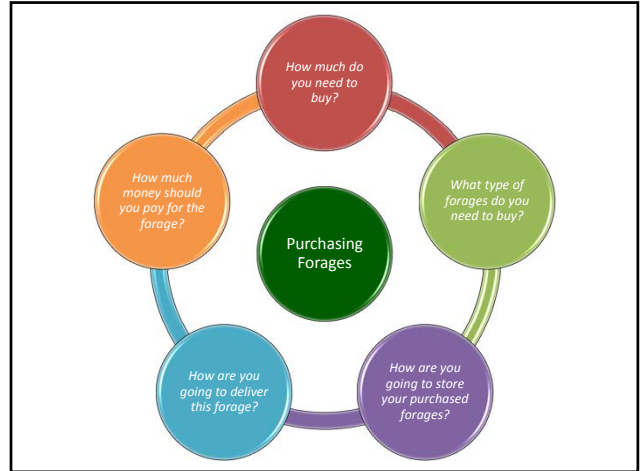 How much do
you need to
buy?
What type of
forages do you
need to buy?
How are you
going to store
your purchased
forages?
How are you
going to deliver
this forage?
How much
money should
you pay for the
forage?
Purchasing
Forages